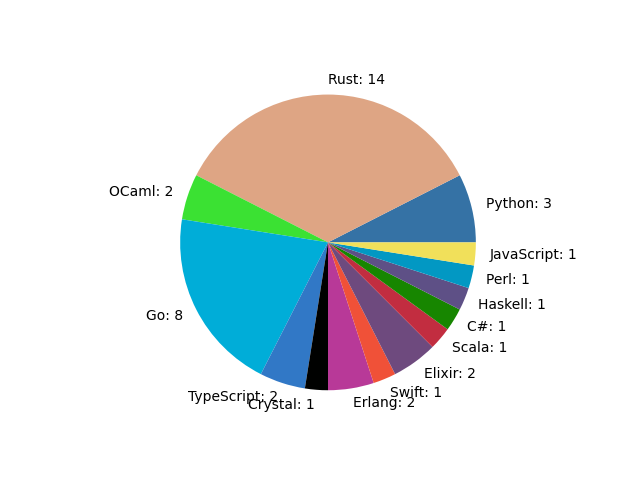 Rust: 14
OCaml: 2
Python: 3
JavaScript: 1
Perl: 1
Haskell: 1
Go: 8
C#: 1
Scala: 1
Elixir: 2
Swift: 1
TypeScript: 2
Crystal: 1
Erlang: 2